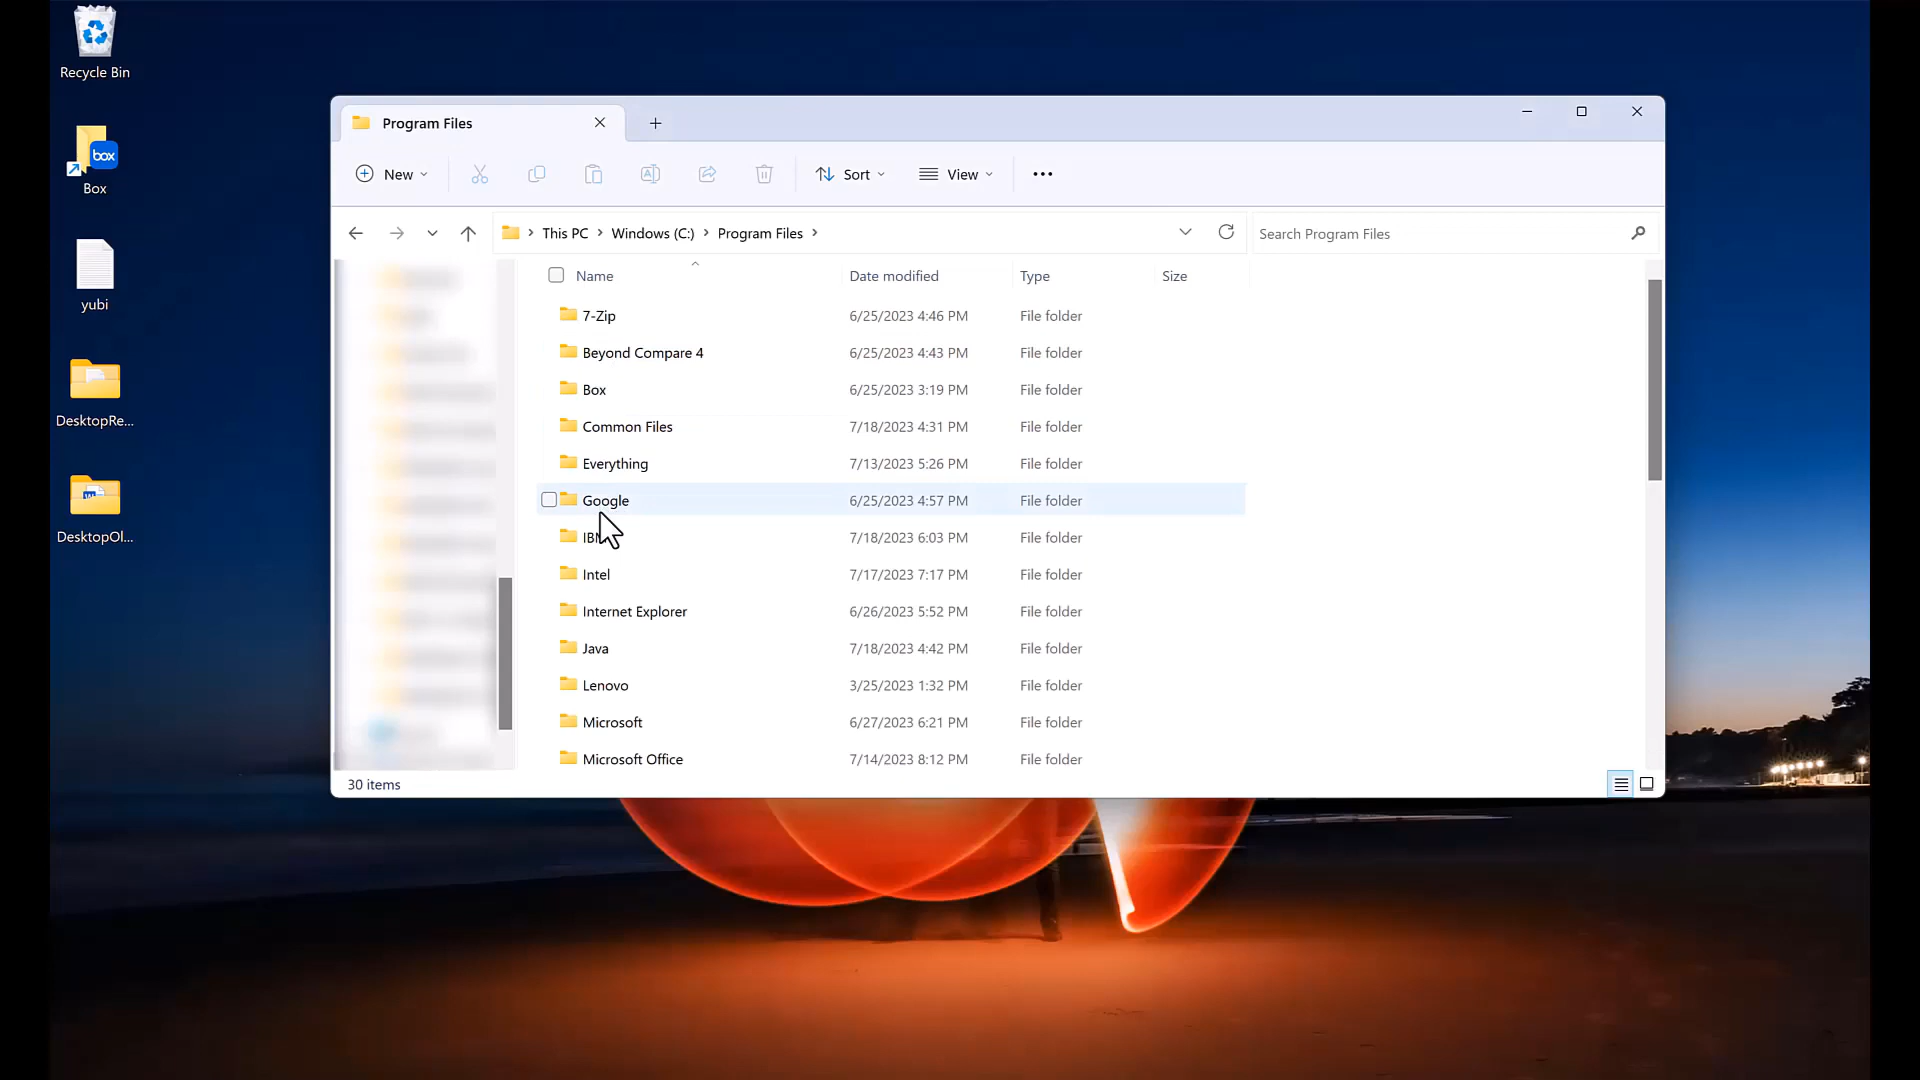 Recycle Bin
box
Box
yubi
DesktopRe...
DesktopOl...
Program Files
New
Sort
View
This PC > Windows (C:) > Program Files >
Search Program Files
Name Date modified Type Size
7-Zip 6/25/2023 4:46 PM File folder
Beyond Compare 4 6/25/2023 4:43 PM File folder
Box 6/25/2023 3:19 PM File folder
Common Files 7/18/2023 4:31 PM File folder
Everything 7/13/2023 5:26 PM File folder
Google 6/25/2023 4:57 PM File folder
IBM 7/18/2023 6:03 PM File folder
Intel 7/17/2023 7:17 PM File folder
Internet Explorer 6/26/2023 5:52 PM File folder
Java 7/18/2023 4:42 PM File folder
Lenovo 3/25/2023 1:32 PM File folder
Microsoft 6/27/2023 6:21 PM File folder
Microsoft Office 7/14/2023 8:12 PM File folder
30 items